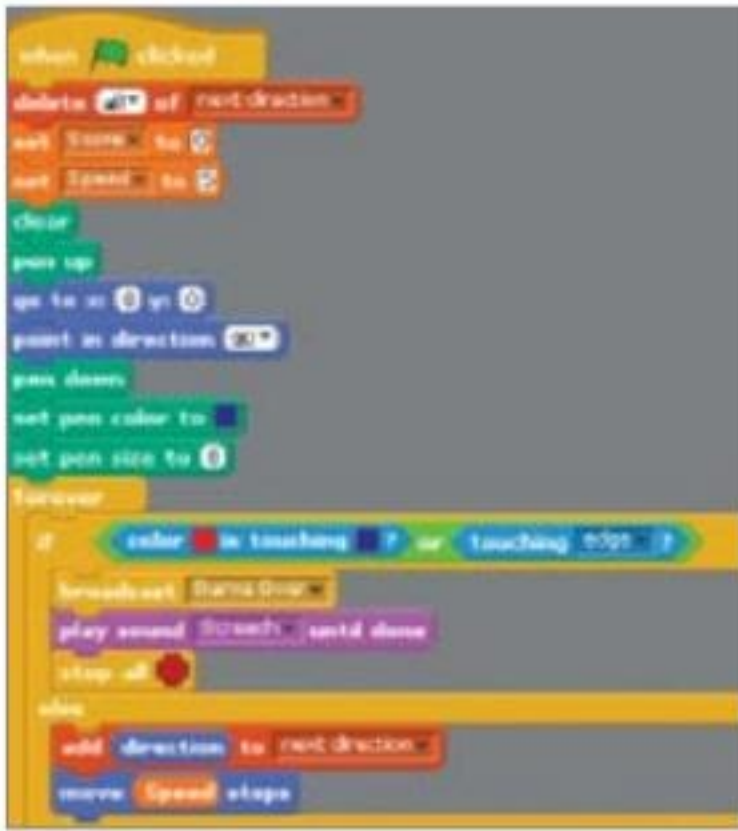 when clicked
delete all of next direction
set Score to 0
set Speed to 5
clear
pen up
go to x: 0 y: 0
point in direction 90
pen down
set pen color to
set pen size to
forever
if color is touching ? or touching edge ?
broadcast Game Over
play sound Screech until done
stop all
else
add direction to next direction
move Speed steps